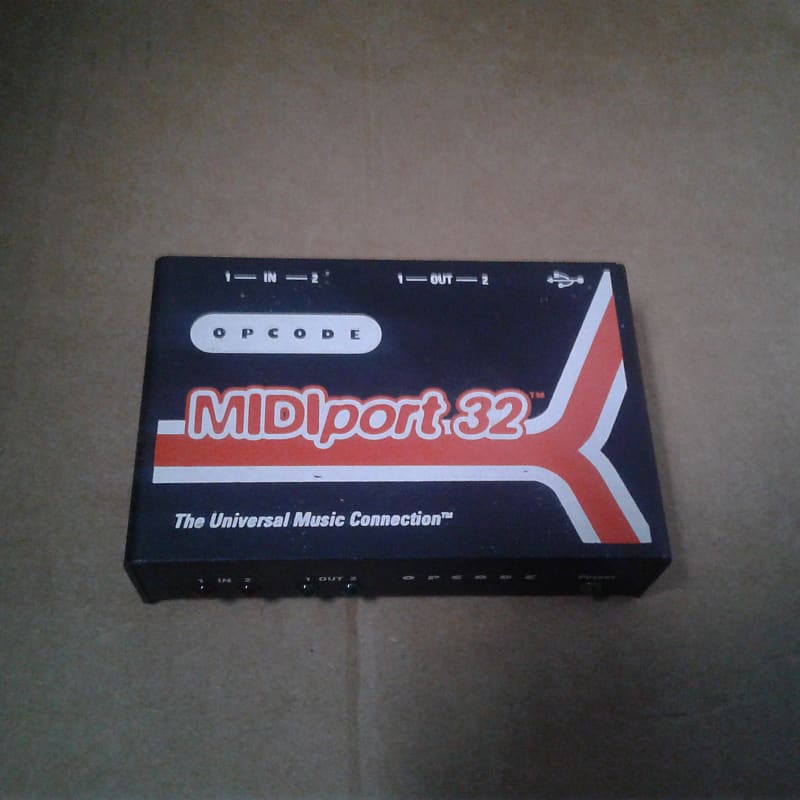 1 IN 2 1 OUT 2
OPCODE
MIDIport 32™
The Universal Music Connection™
1 IN 2 1 OUT 2 OPCODE Power